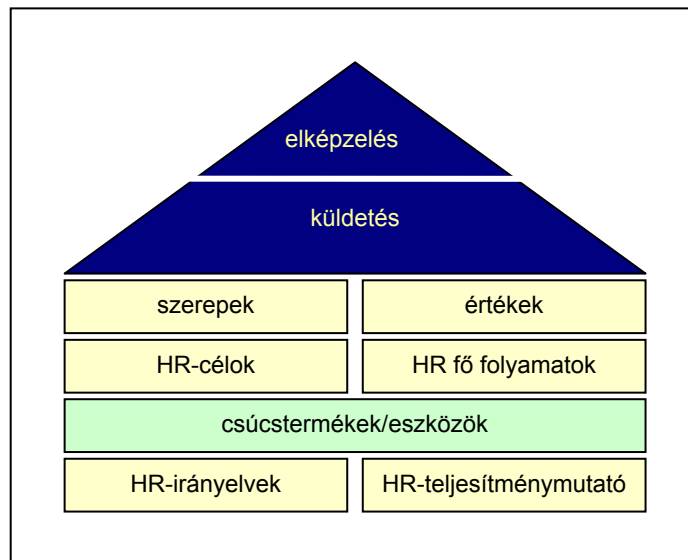 elképzelés
küldetés
szerepek
értékek
HR-célok
HR fő folyamatok
csúcstermékek/eszközök
HR-irányelvek
HR-teljesítménymutató